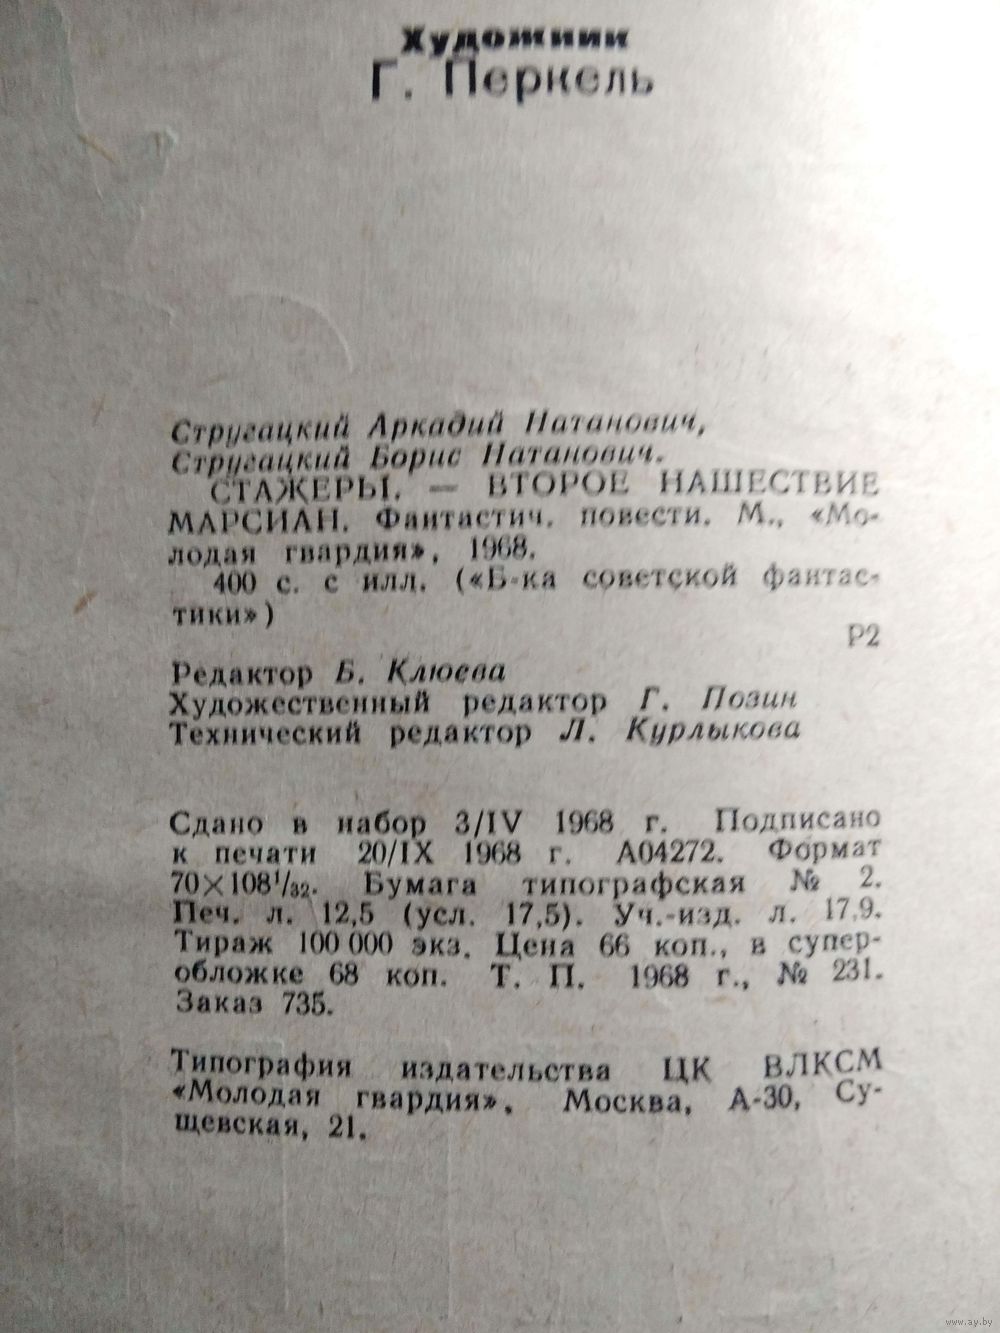 Художник
Г. Перкель
Стругацкий Аркадий Натанович,
Стругацкий Борис Натанович.
СТАЖЕРЫ. — ВТОРОЕ НАШЕСТВИЕ
МАРСИАН. Фантастич. повести. М., «Мо-
лодая гвардия», 1968.
400 с. с илл. («Б-ка советской фантас-
тики»)
Р2
Редактор Б. Клюева
Художественный редактор Г. Позин
Технический редактор Л. Курлыкова
Сдано в набор 3/IV 1968 г. Подписано
к печати 20/IX 1968 г. А04272. Формат
70×108¹/₃₂. Бумага типографская № 2.
Печ. л. 12,5 (усл. 17,5). Уч.-изд. л. 17,9.
Тираж 100 000 экз. Цена 66 коп., в супер-
обложке 68 коп. Т. П. 1968 г., № 231.
Заказ 735.
Типография издательства ЦК ВЛКСМ
«Молодая гвардия». Москва, А-30, Су-
щевская, 21.
www.ay.by